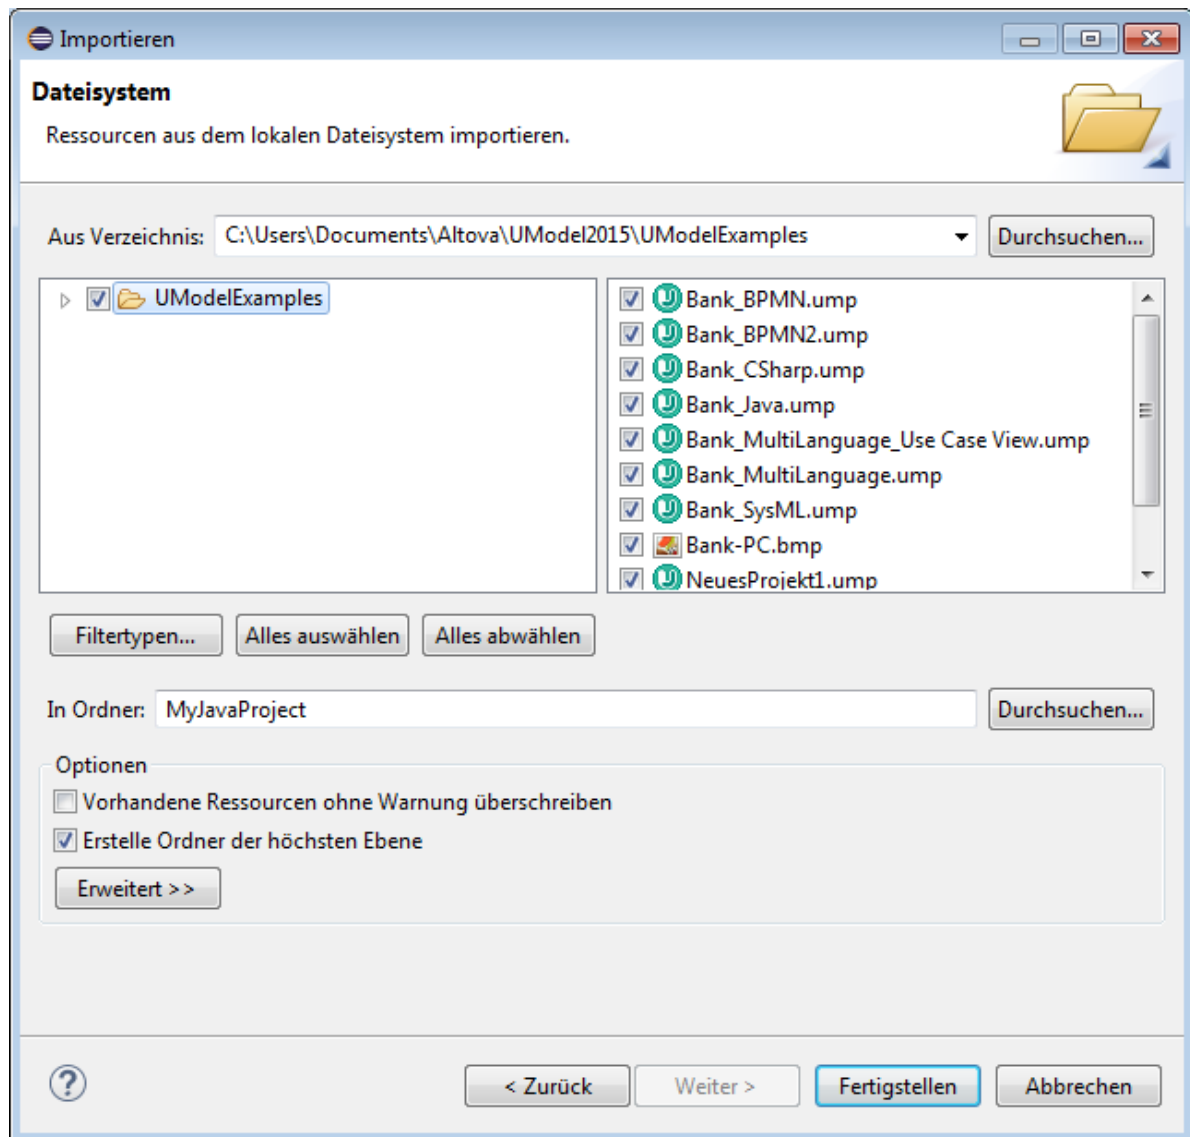 Importieren
Dateisystem
Ressourcen aus dem lokalen Dateisystem importieren.
Aus Verzeichnis: C:\Users\Documents\Altova\UModel2015\UModelExamples Durchsuchen...
UModelExamples
Bank_BPMN.ump
Bank_BPMN2.ump
Bank_CSharp.ump
Bank_Java.ump
Bank_MultiLanguage_Use Case View.ump
Bank_MultiLanguage.ump
Bank_SysML.ump
Bank-PC.bmp
NeuesProjekt1.ump
Filtertypen... Alles auswählen Alles abwählen
In Ordner: MyJavaProject Durchsuchen...
Optionen
Vorhandene Ressourcen ohne Warnung überschreiben
Erstelle Ordner der höchsten Ebene
Erweitert >>
? < Zurück Weiter > Fertigstellen Abbrechen